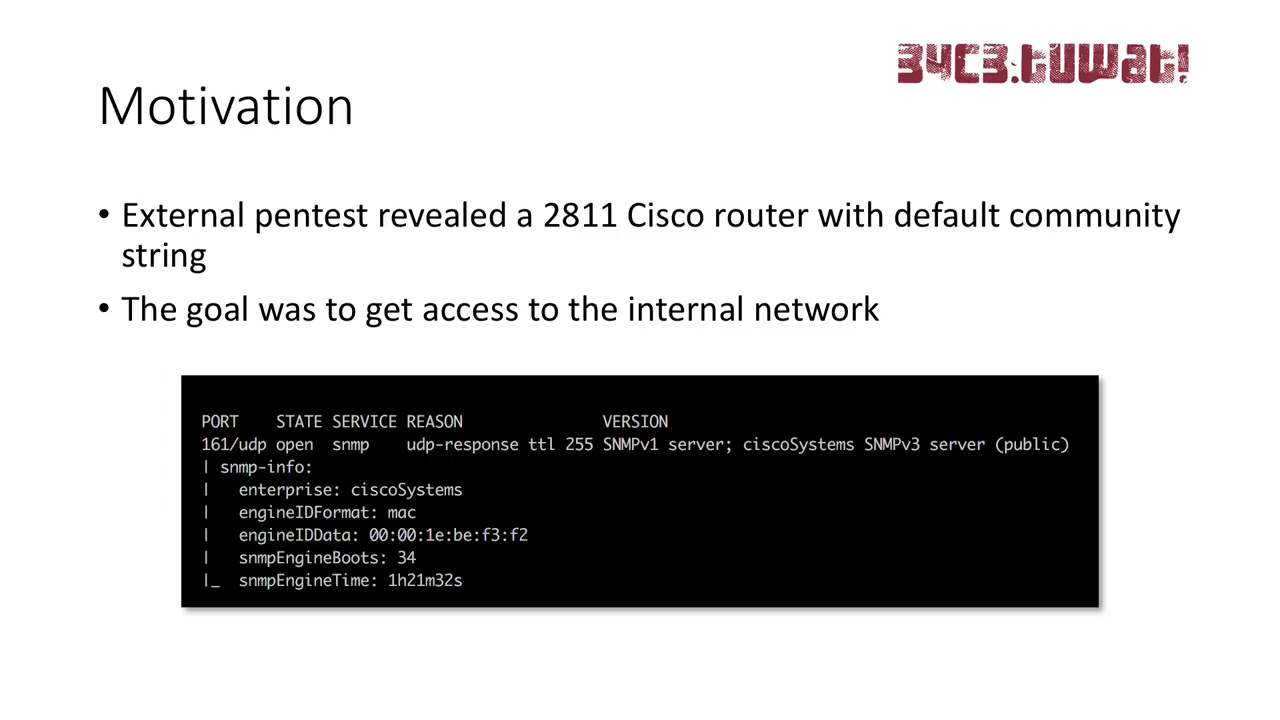 34C3.tuwat!
Motivation
• External pentest revealed a 2811 Cisco router with default community
string
• The goal was to get access to the internal network
PORT    STATE SERVICE REASON               VERSION
161/udp open  snmp    udp-response ttl 255 SNMPv1 server; ciscoSystems SNMPv3 server (public)
| snmp-info:
|   enterprise: ciscoSystems
|   engineIDFormat: mac
|   engineIDData: 00:00:1e:be:f3:f2
|   snmpEngineBoots: 34
|_  snmpEngineTime: 1h21m32s